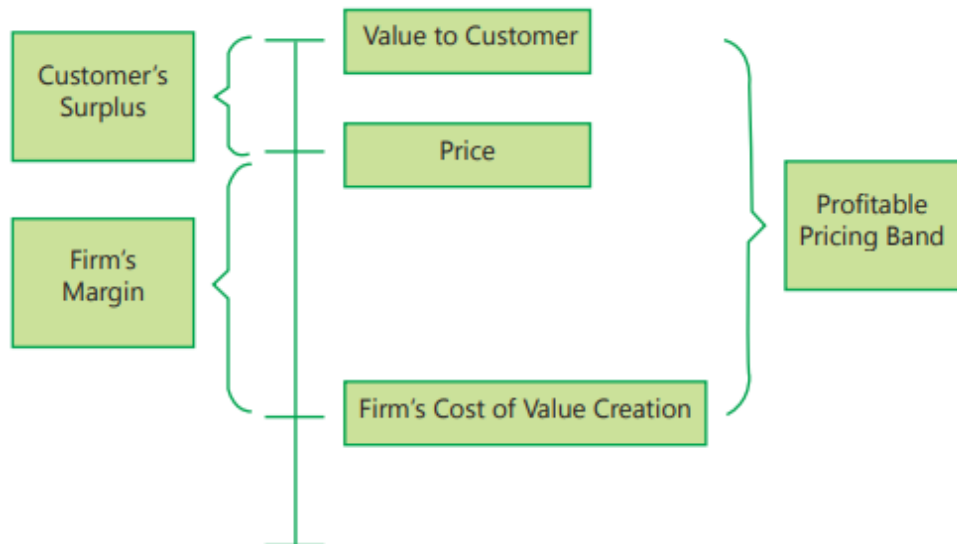 Value to Customer
Customer’s
Surplus
Price
Profitable
Pricing Band
Firm’s
Margin
Firm’s Cost of Value Creation